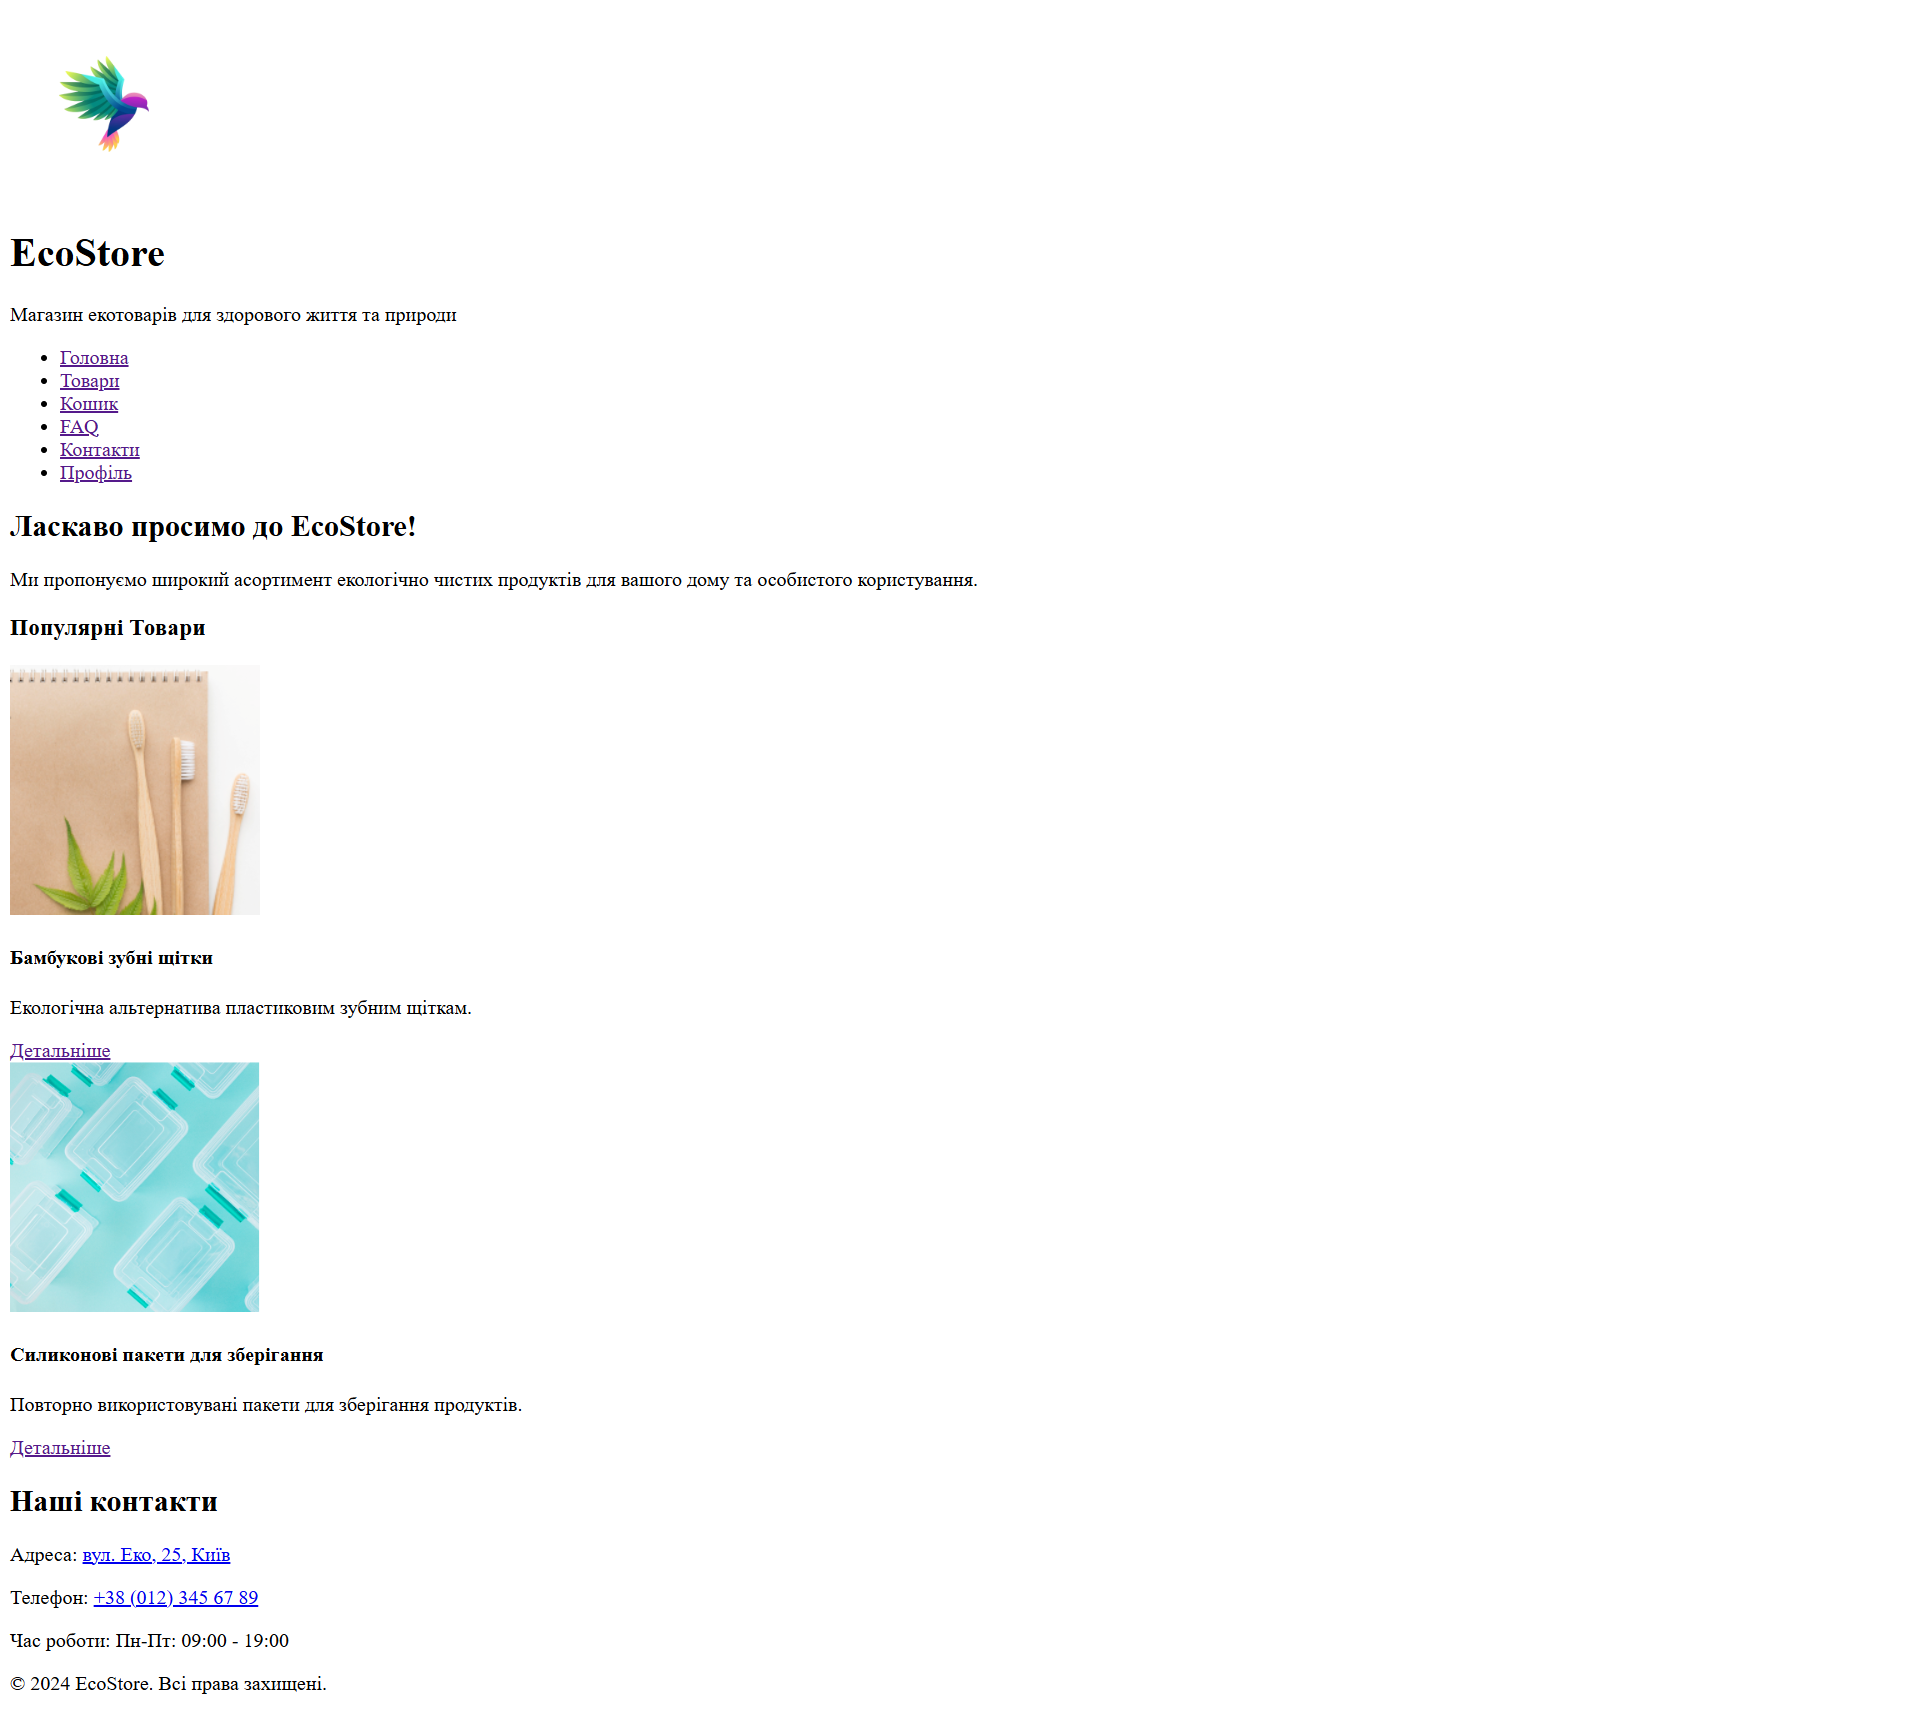 EcoStore
Магазин екотоварів для здорового життя та природи
Головна
Товари
Кошик
FAQ
Контакти
Профіль
Ласкаво просимо до EcoStore!
Ми пропонуємо широкий асортимент екологічно чистих продуктів для вашого дому та особистого користування.
Популярні Товари
Бамбукові зубні щітки
Екологічна альтернатива пластиковим зубним щіткам.
Детальніше
Силиконові пакети для зберігання
Повторно використовувані пакети для зберігання продуктів.
Детальніше
Наші контакти
Адреса: вул. Еко, 25, Київ
Телефон: +38 (012) 345 67 89
Час роботи: Пн-Пт: 09:00 - 19:00
© 2024 EcoStore. Всі права захищені.